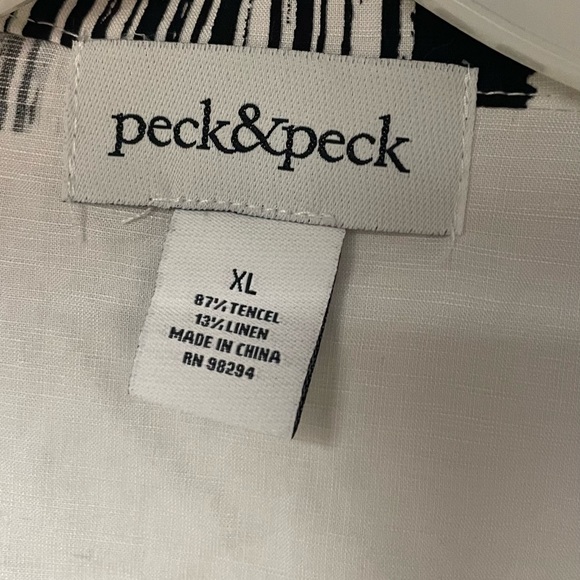 peck&peck
XL
87% TENCEL
13% LINEN
MADE IN CHINA
RN 98294